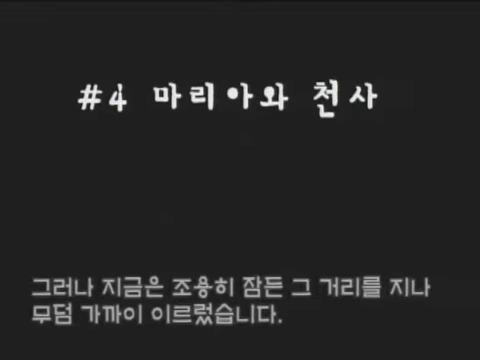 #4 마리아와 천사
그러나 지금은 조용히 잠든 그 거리를 지나
무덤 가까이 이르렀습니다.